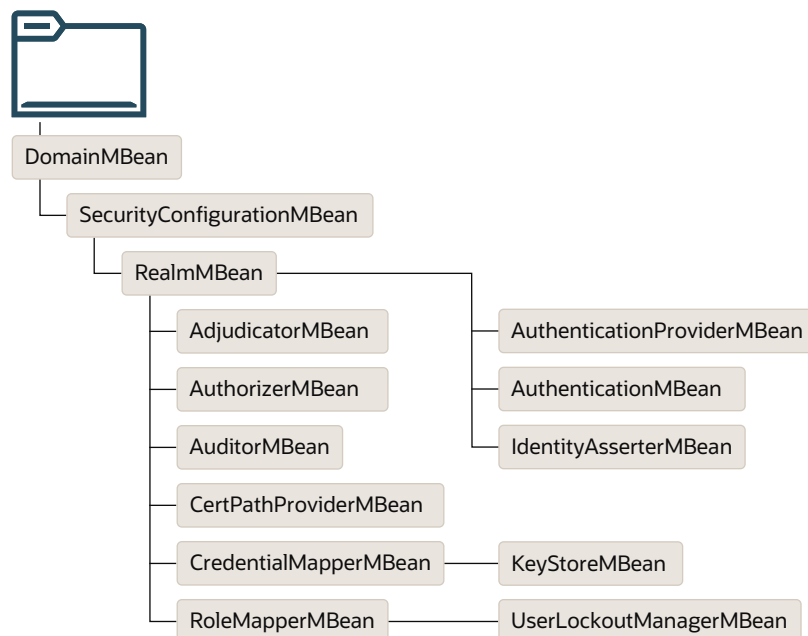 DomainMBean
SecurityConfigurationMBean
RealmMBean
AdjudicatorMBean
AuthenticationProviderMBean
AuthorizerMBean
AuthenticationMBean
AuditorMBean
IdentityAsserterMBean
CertPathProviderMBean
CredentialMapperMBean
KeyStoreMBean
RoleMapperMBean
UserLockoutManagerMBean